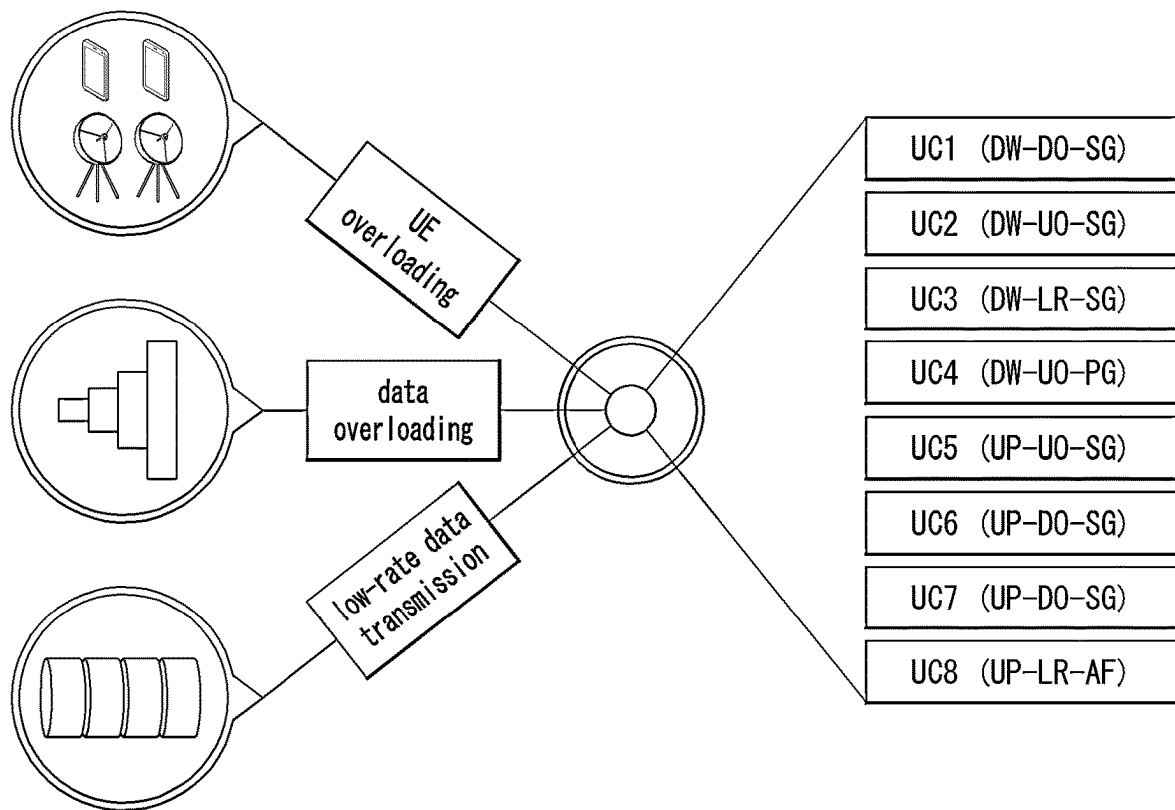 UE
overloading
data
overloading
low-rate data
transmission
UC1 (DW-DO-SG)
UC2 (DW-UO-SG)
UC3 (DW-LR-SG)
UC4 (DW-UO-PG)
UC5 (UP-UO-SG)
UC6 (UP-DO-SG)
UC7 (UP-DO-SG)
UC8 (UP-LR-AF)